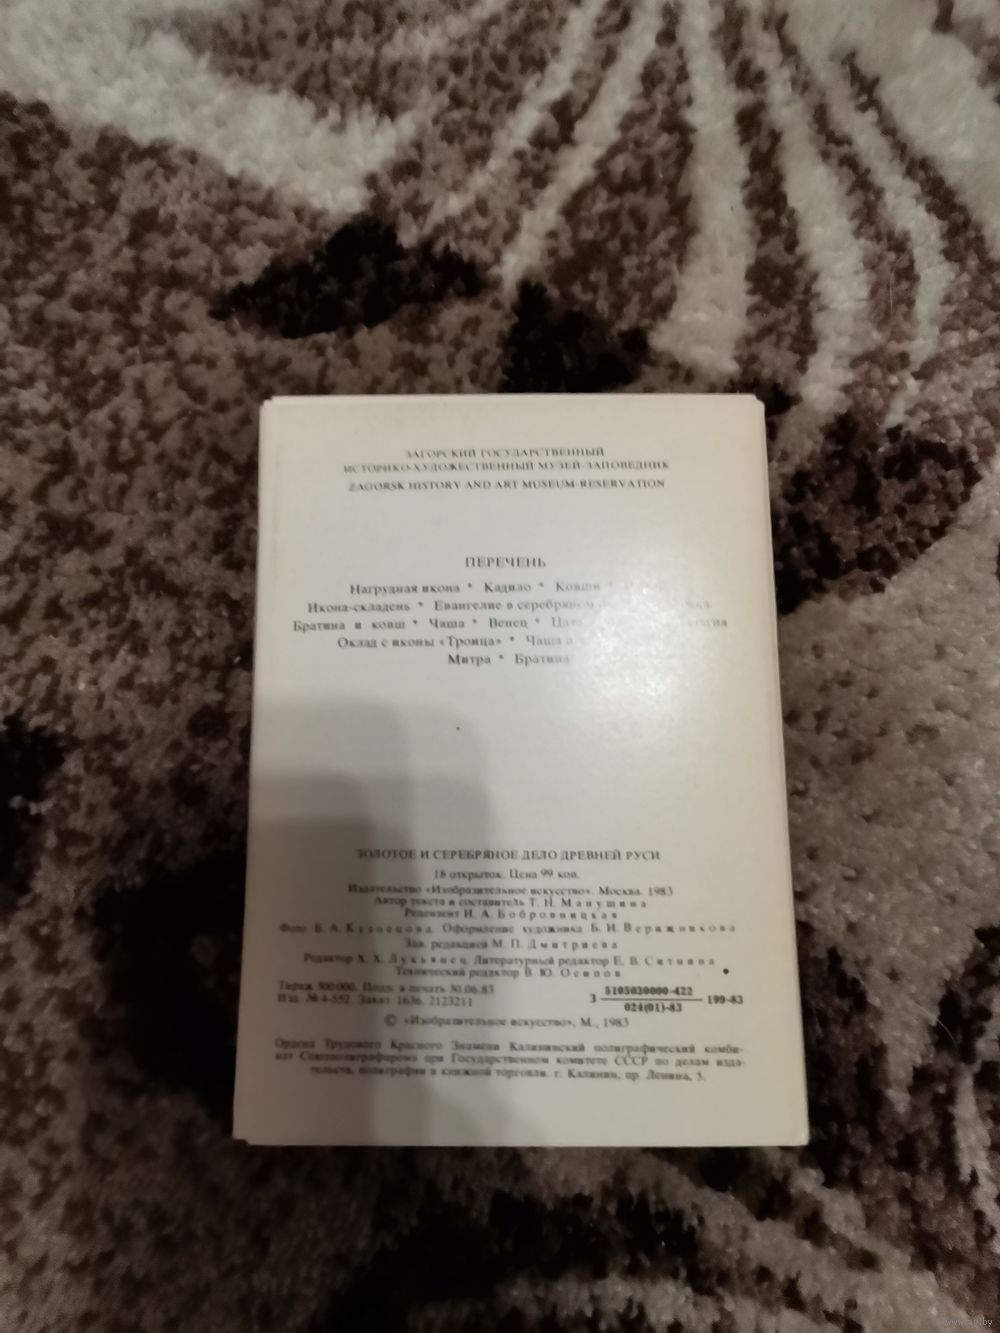 ЗАГОРСКИЙ ГОСУДАРСТВЕННЫЙ
ИСТОРИКО-ХУДОЖЕСТВЕННЫЙ МУЗЕЙ-ЗАПОВЕДНИК
ZAGORSK HISTORY AND ART MUSEUM-RESERVATION
ПЕРЕЧЕНЬ
Нагрудная икона * Кадило * Ковши *
Икона-складень * Евангелие в серебряном
Братина и ковш * Чаша * Венец *
Оклад с иконы «Троица» * Чаша
Митра * Братина
ЗОЛОТОЕ И СЕРЕБРЯНОЕ ДЕЛО ДРЕВНЕЙ РУСИ
18 открыток. Цена 99 коп.
Издательство «Изобразительное искусство». Москва. 1983
Автор текста и составитель Т. Н. Манушина
Рецензент И. А. Бобровницкая
Фото Б. А. Кузнецова. Оформление художника Б. И. Верижникова
Зав. редакцией М. П. Дмитриева
Редактор Х. Х. Лукьянец. Литературный редактор Е. В. Ситнина
Технический редактор В. Ю. Осипов
Тираж 300000. Подп. в печать 30.06.83
Изд. № 4-552. Заказ 1636. 2123211
З 5105030000-422 199-83
024(01)-83
© «Изобразительное искусство», М., 1983
Ордена Трудового Красного Знамени Калининский полиграфический комби-
нат Союзполиграфпрома при Государственном комитете СССР по делам изда-
тельств, полиграфии и книжной торговли. г. Калинин, пр. Ленина, 5.